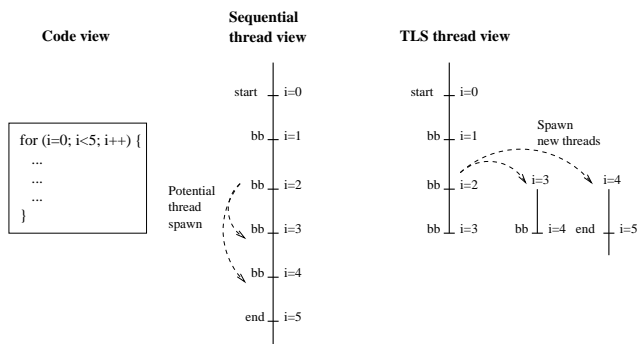 Code view
for (i=0; i<5; i++) {
...
...
...
}
Sequential
thread view
start i=0
bb i=1
bb i=2
bb i=3
bb i=4
end i=5
Potential
thread
spawn
TLS thread view
start i=0
bb i=1
bb i=2
bb i=3
Spawn
new threads
i=3
bb i=4
i=4
end i=5